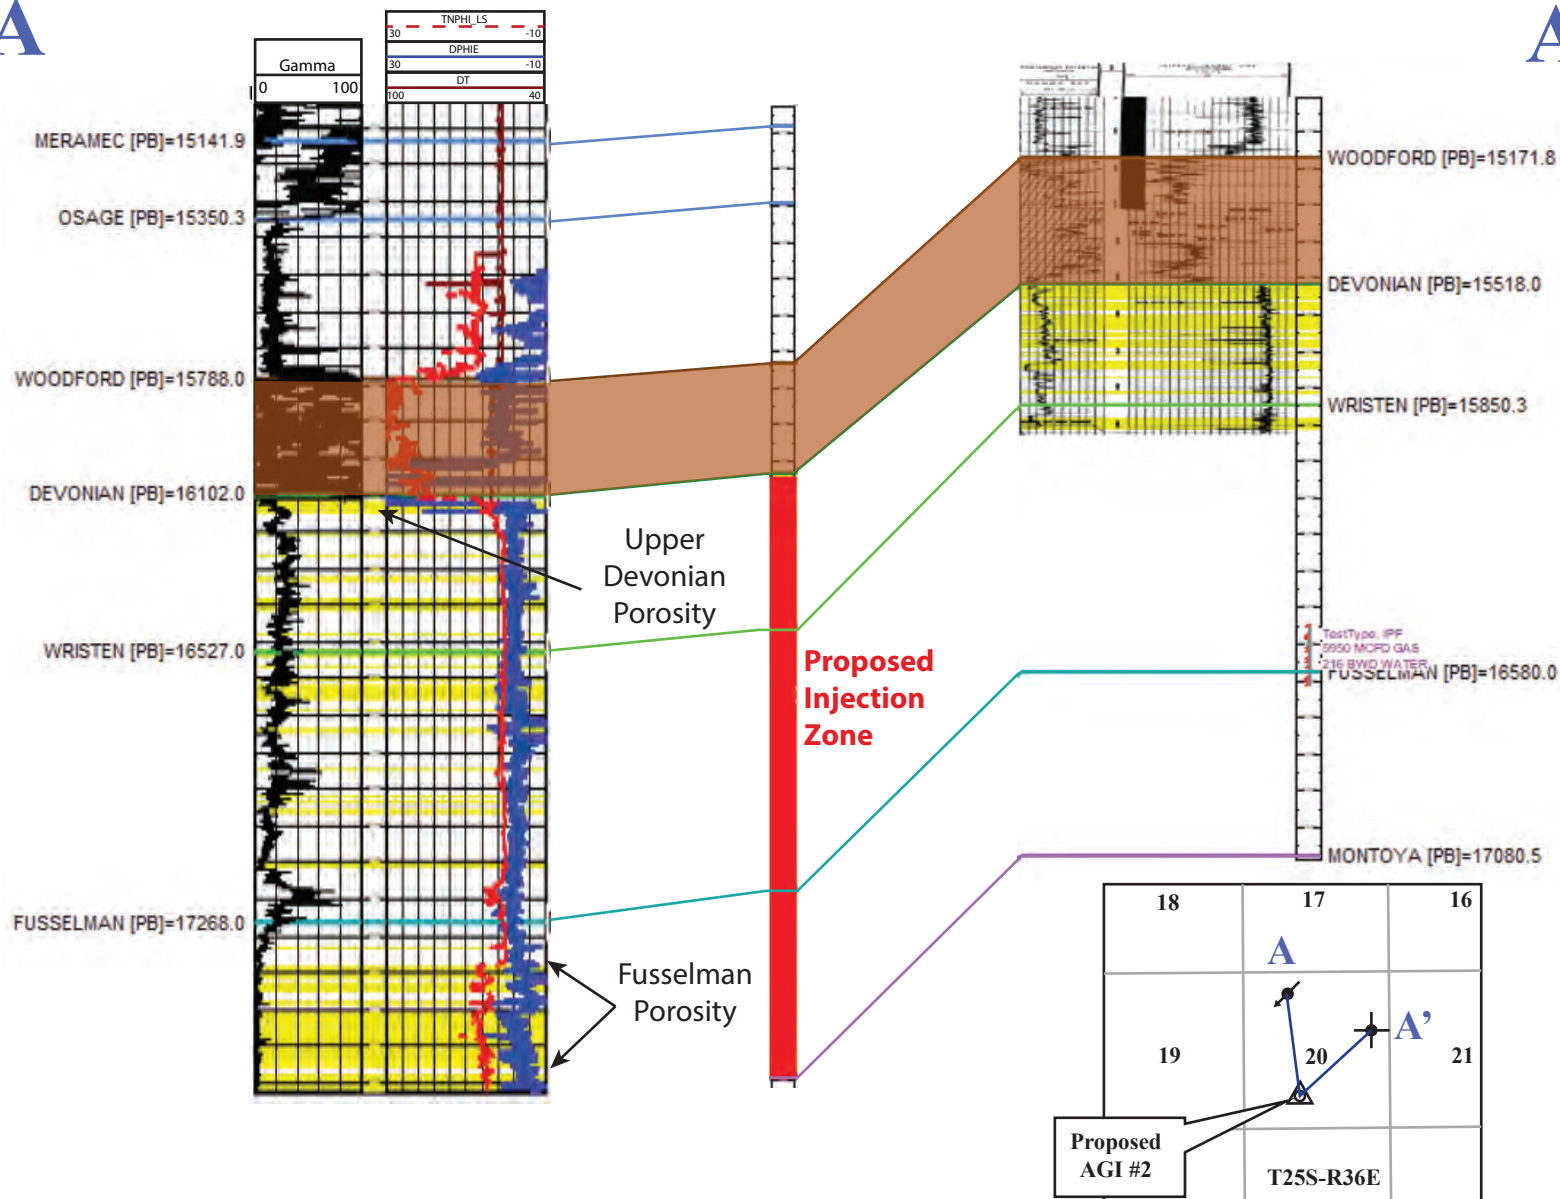 A
A
TNPHI_LS
30 -10
DPHIE
30 -10
DT
100 40
Gamma
0 100
MERAMEC [PB]=15141.9
OSAGE [PB]=15350.3
WOODFORD [PB]=15788.0
DEVONIAN [PB]=16102.0
WRISTEN [PB]=16527.0
FUSSELMAN [PB]=17268.0
Upper
Devonian
Porosity
Fusselman
Porosity
Proposed
Injection
Zone
WOODFORD [PB]=15171.8
DEVONIAN [PB]=15518.0
WRISTEN [PB]=15850.3
TestType, IPF
5950 MCFD GAS
216 BWD WATER
FUSSELMAN [PB]=16580.0
MONTOYA [PB]=17080.5
18 17 16
A
A’
19 20 21
Proposed
AGI #2
T25S-R36E